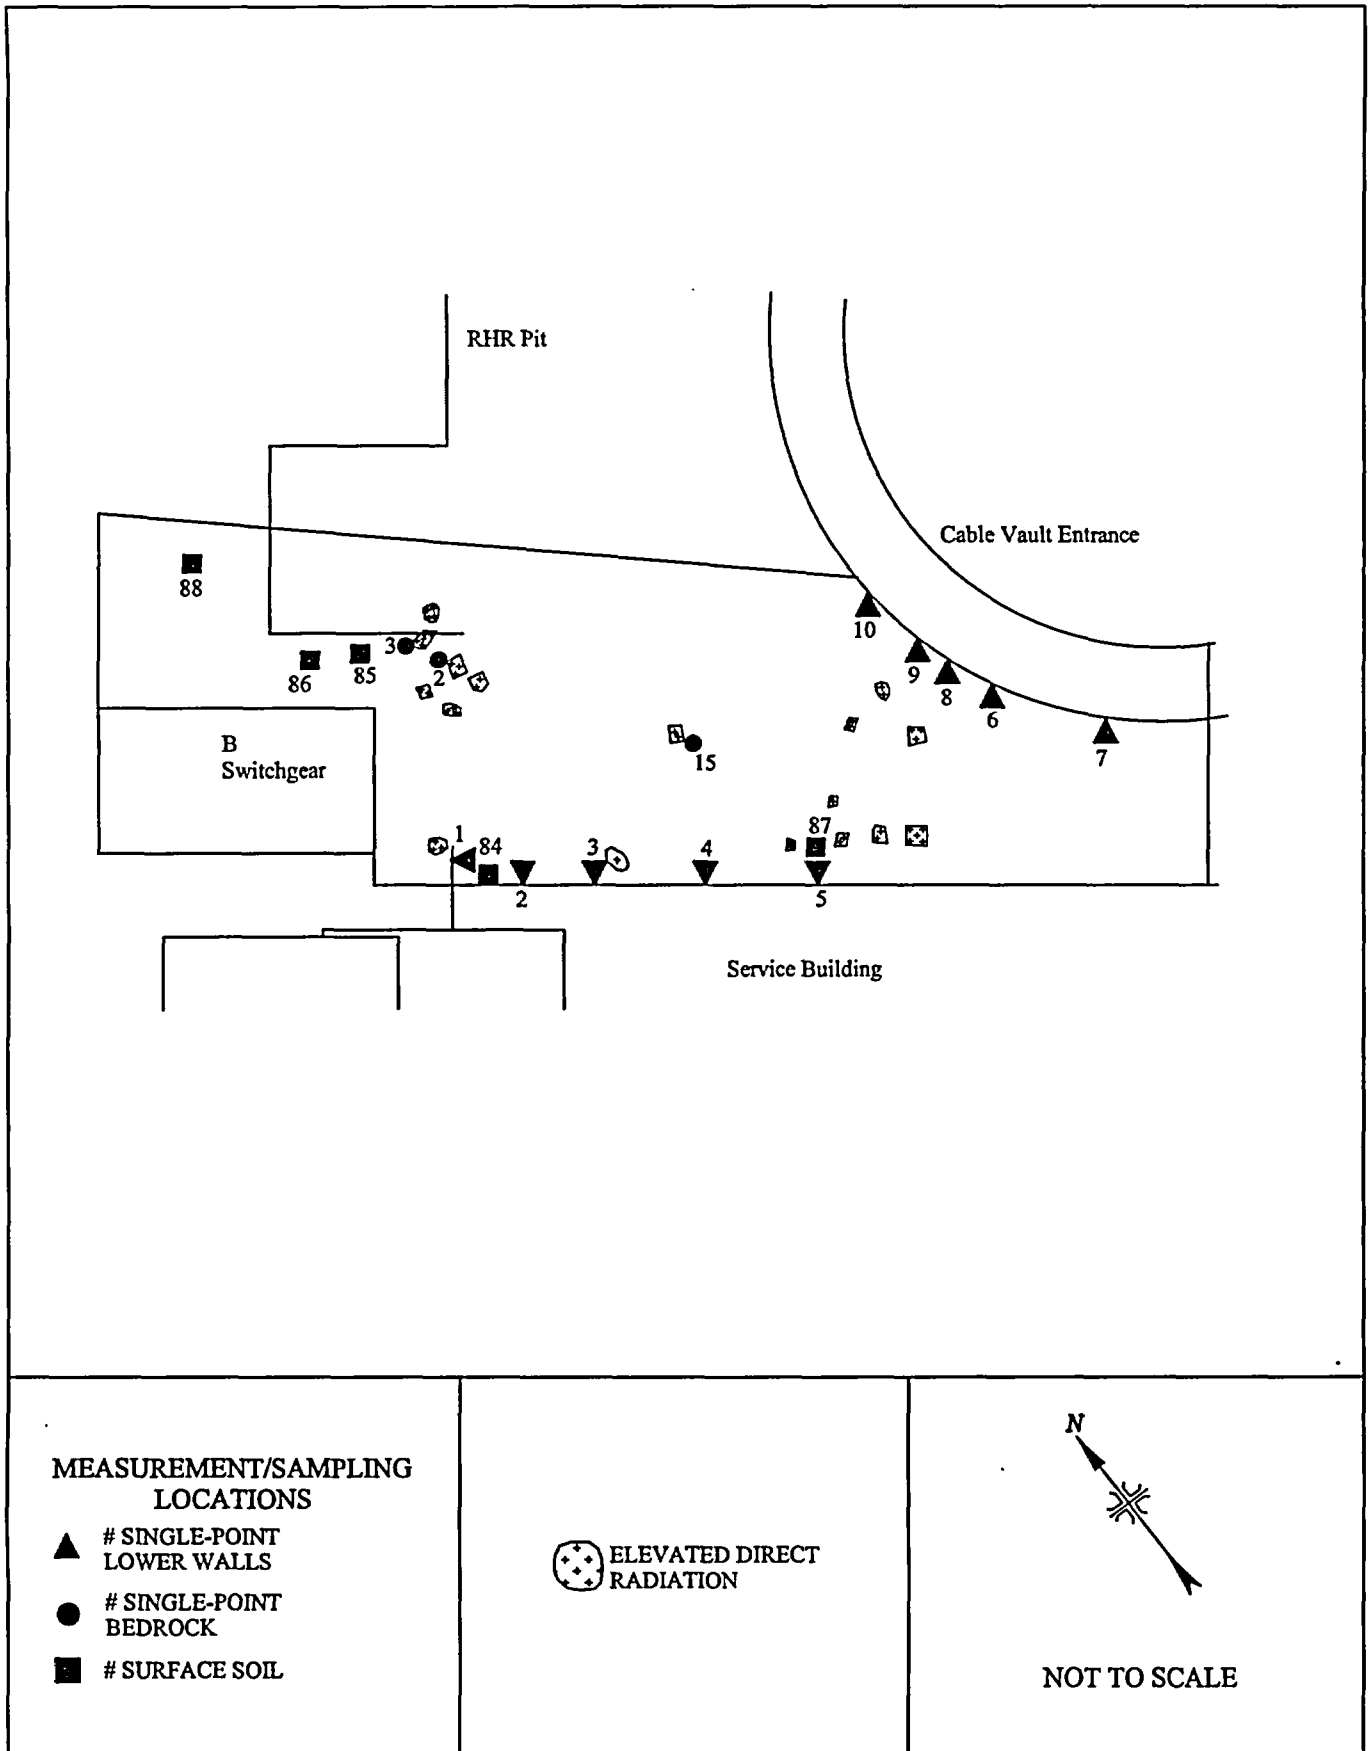 RHR Pit
Cable Vault Entrance
88
10
3
86
85
2
9
8
6
7
B
Switchgear
15
1
84
3
4
87
2
5
Service Building
MEASUREMENT/SAMPLING
LOCATIONS
# SINGLE-POINT
LOWER WALLS
# SINGLE-POINT
BEDROCK
# SURFACE SOIL
ELEVATED DIRECT
RADIATION
N
NOT TO SCALE